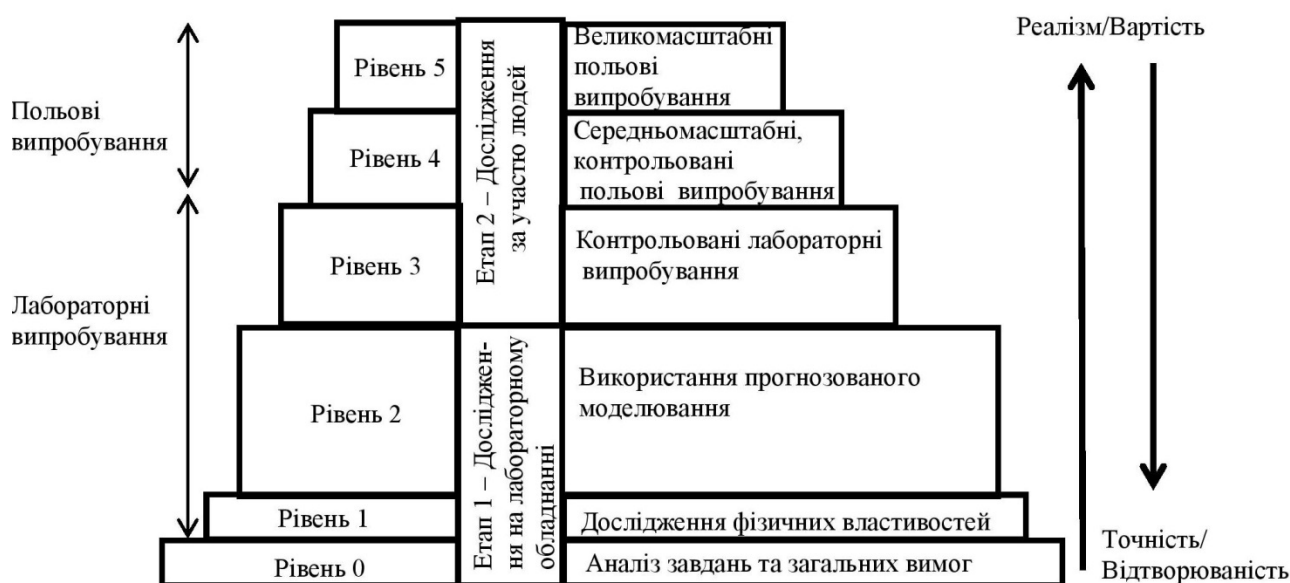 Реалізм/Вартість
Польові
випробування
Лабораторні
випробування
Рівень 5
Рівень 4
Рівень 3
Рівень 2
Рівень 1
Рівень 0
Етап 2 – Дослідження
за участю людей
Етап 1 – Досліджен-
ня на лабораторному
обладнанні
Великомасштабні
польові
випробування
Середньомасштабні,
контрольовані
польові випробування
Контрольовані лабораторні
випробування
Використання прогнозованого
моделювання
Дослідження фізичних властивостей
Аналіз завдань та загальних вимог
Точність/
Відтворюваність